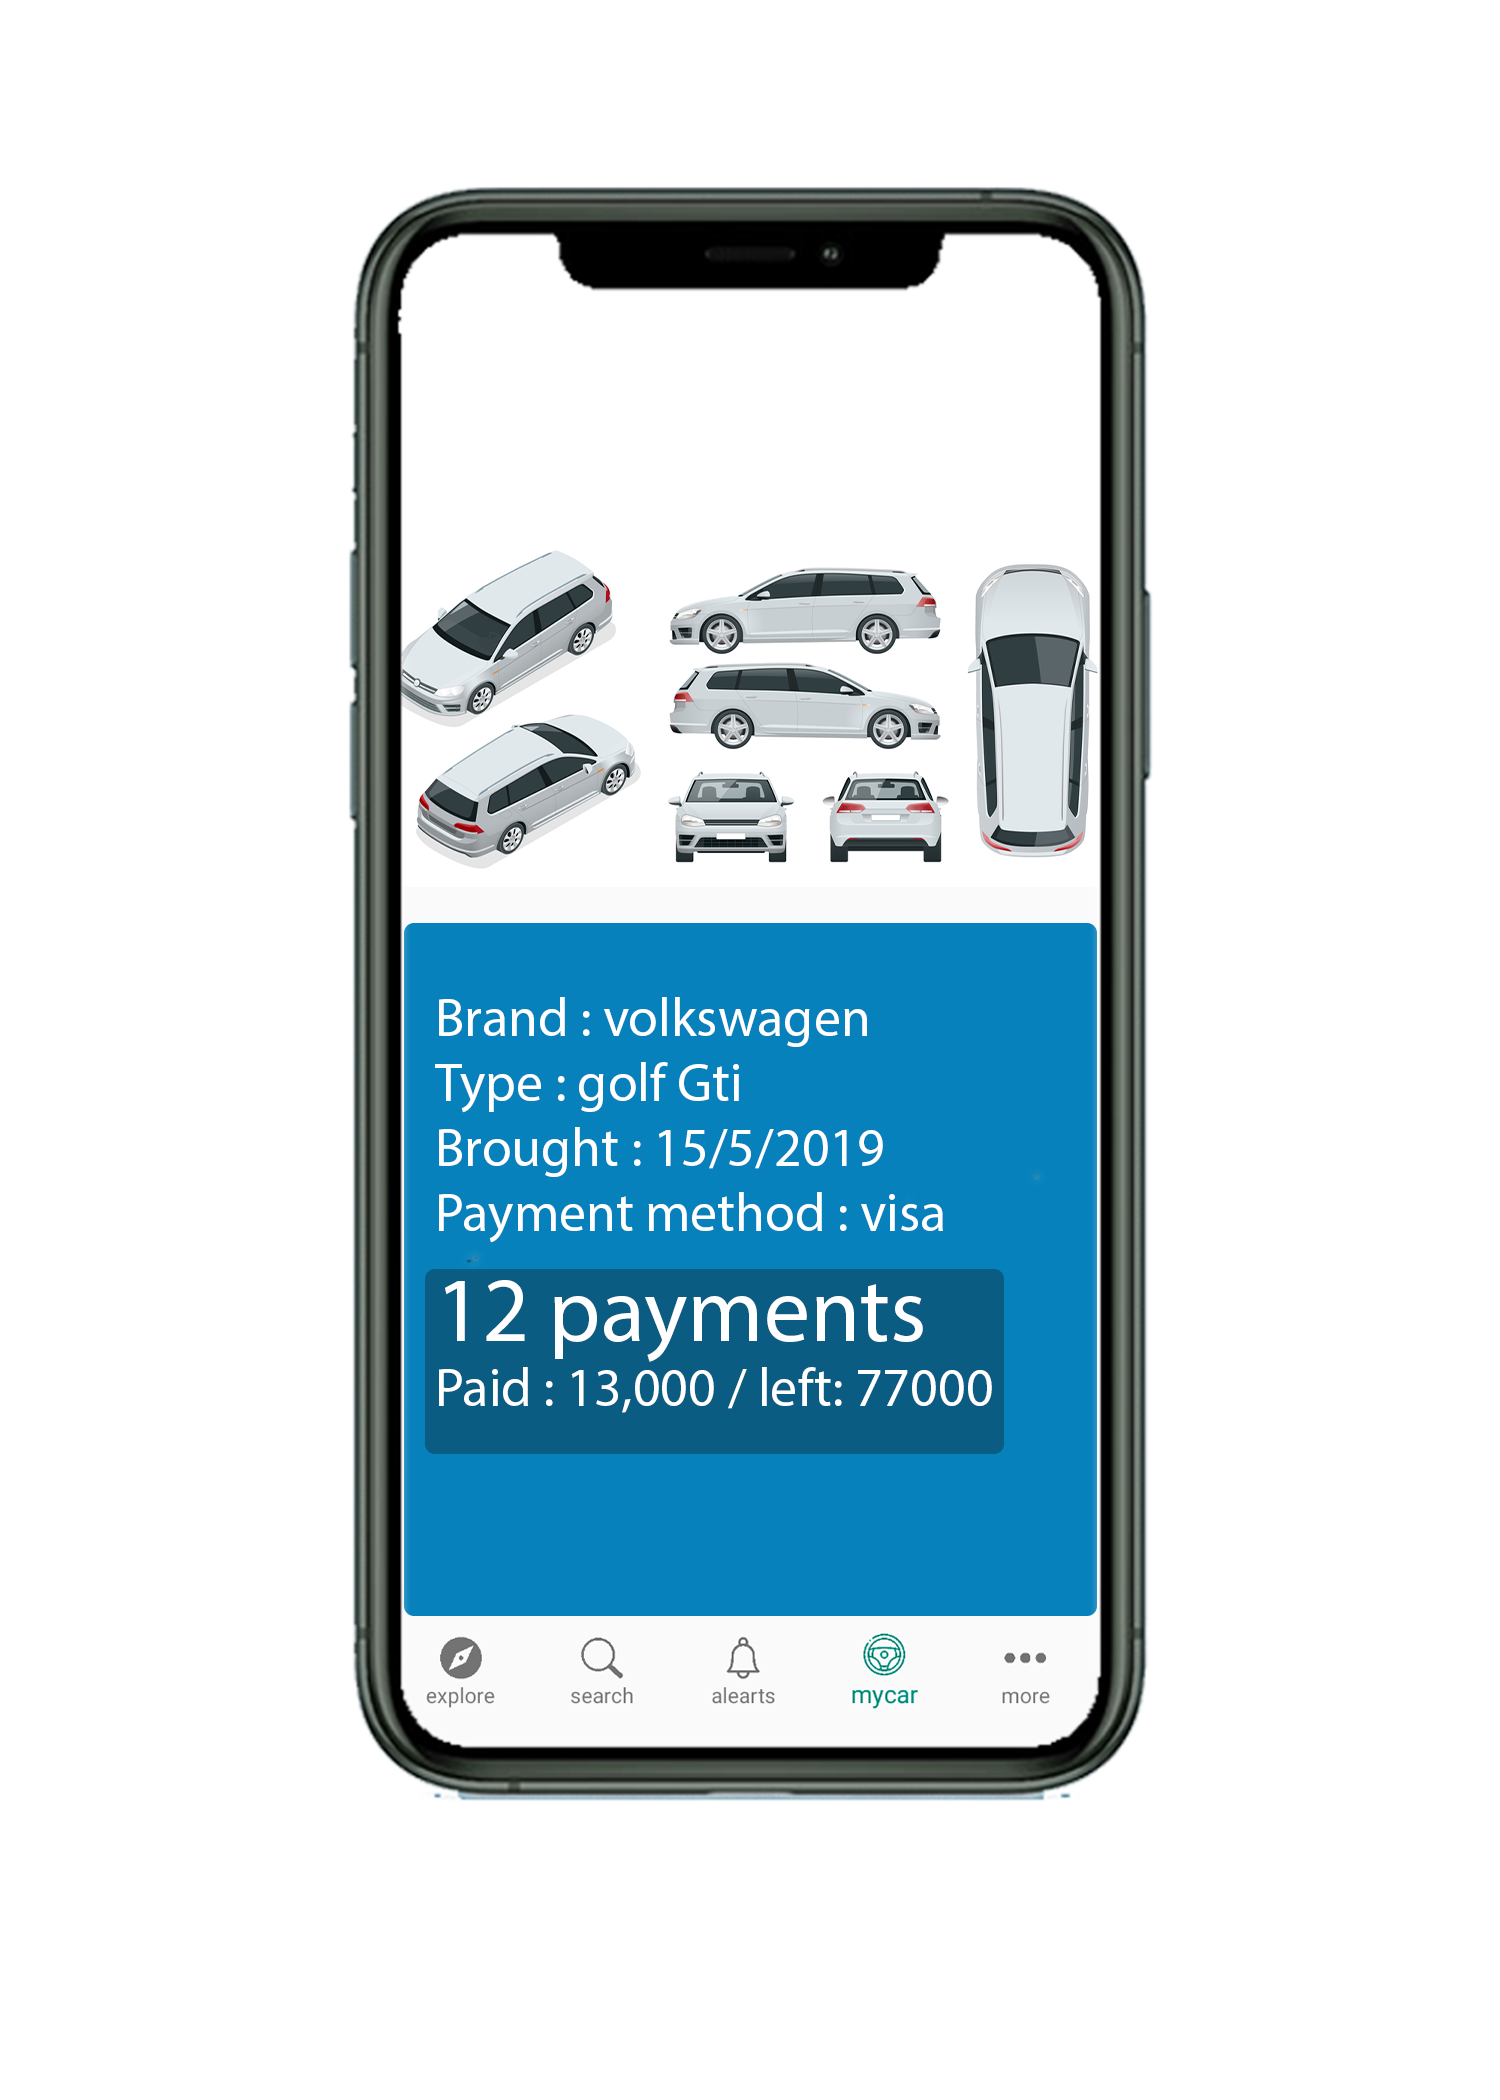 Brand : volkswagen
Type : golf Gti
Brought : 15/5/2019
Payment method : visa
12 payments
Paid : 13,000 / left: 77000
explore search alearts mycar more